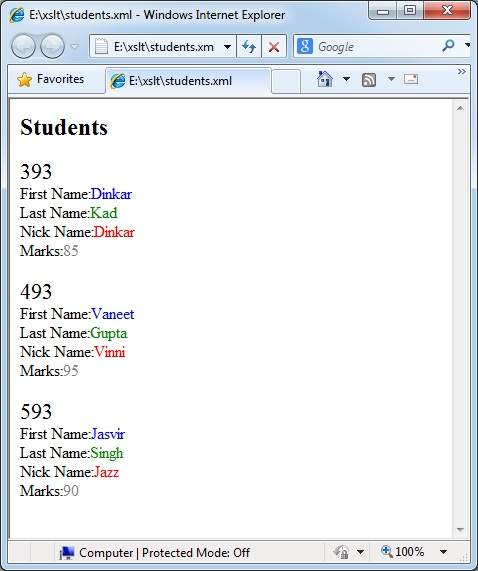 E:\xslt\students.xml - Windows Internet Explorer
E:\xslt\students.xm
Google
Favorites
E:\xslt\students.xml
Students
393
First Name:Dinkar
Last Name:Kad
Nick Name:Dinkar
Marks:85
493
First Name:Vaneet
Last Name:Gupta
Nick Name:Vinni
Marks:95
593
First Name:Jasvir
Last Name:Singh
Nick Name:Jazz
Marks:90
Computer | Protected Mode: Off
100%